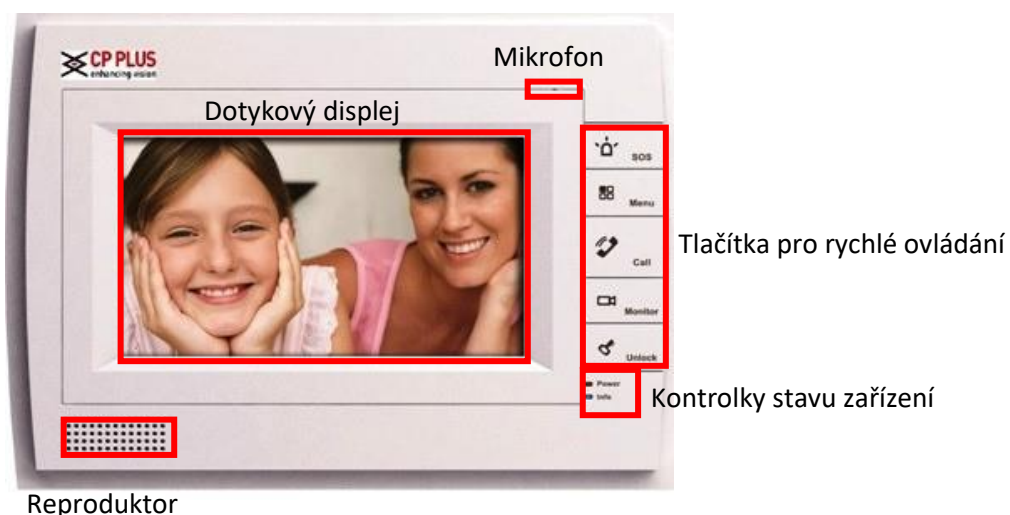 CP PLUS
enhancing vision
Mikrofon
Dotykový displej
SOS
Menu
Tlačítka pro rychlé ovládání
Call
Monitor
Unlock
Power
Info
Kontrolky stavu zařízení
Reproduktor